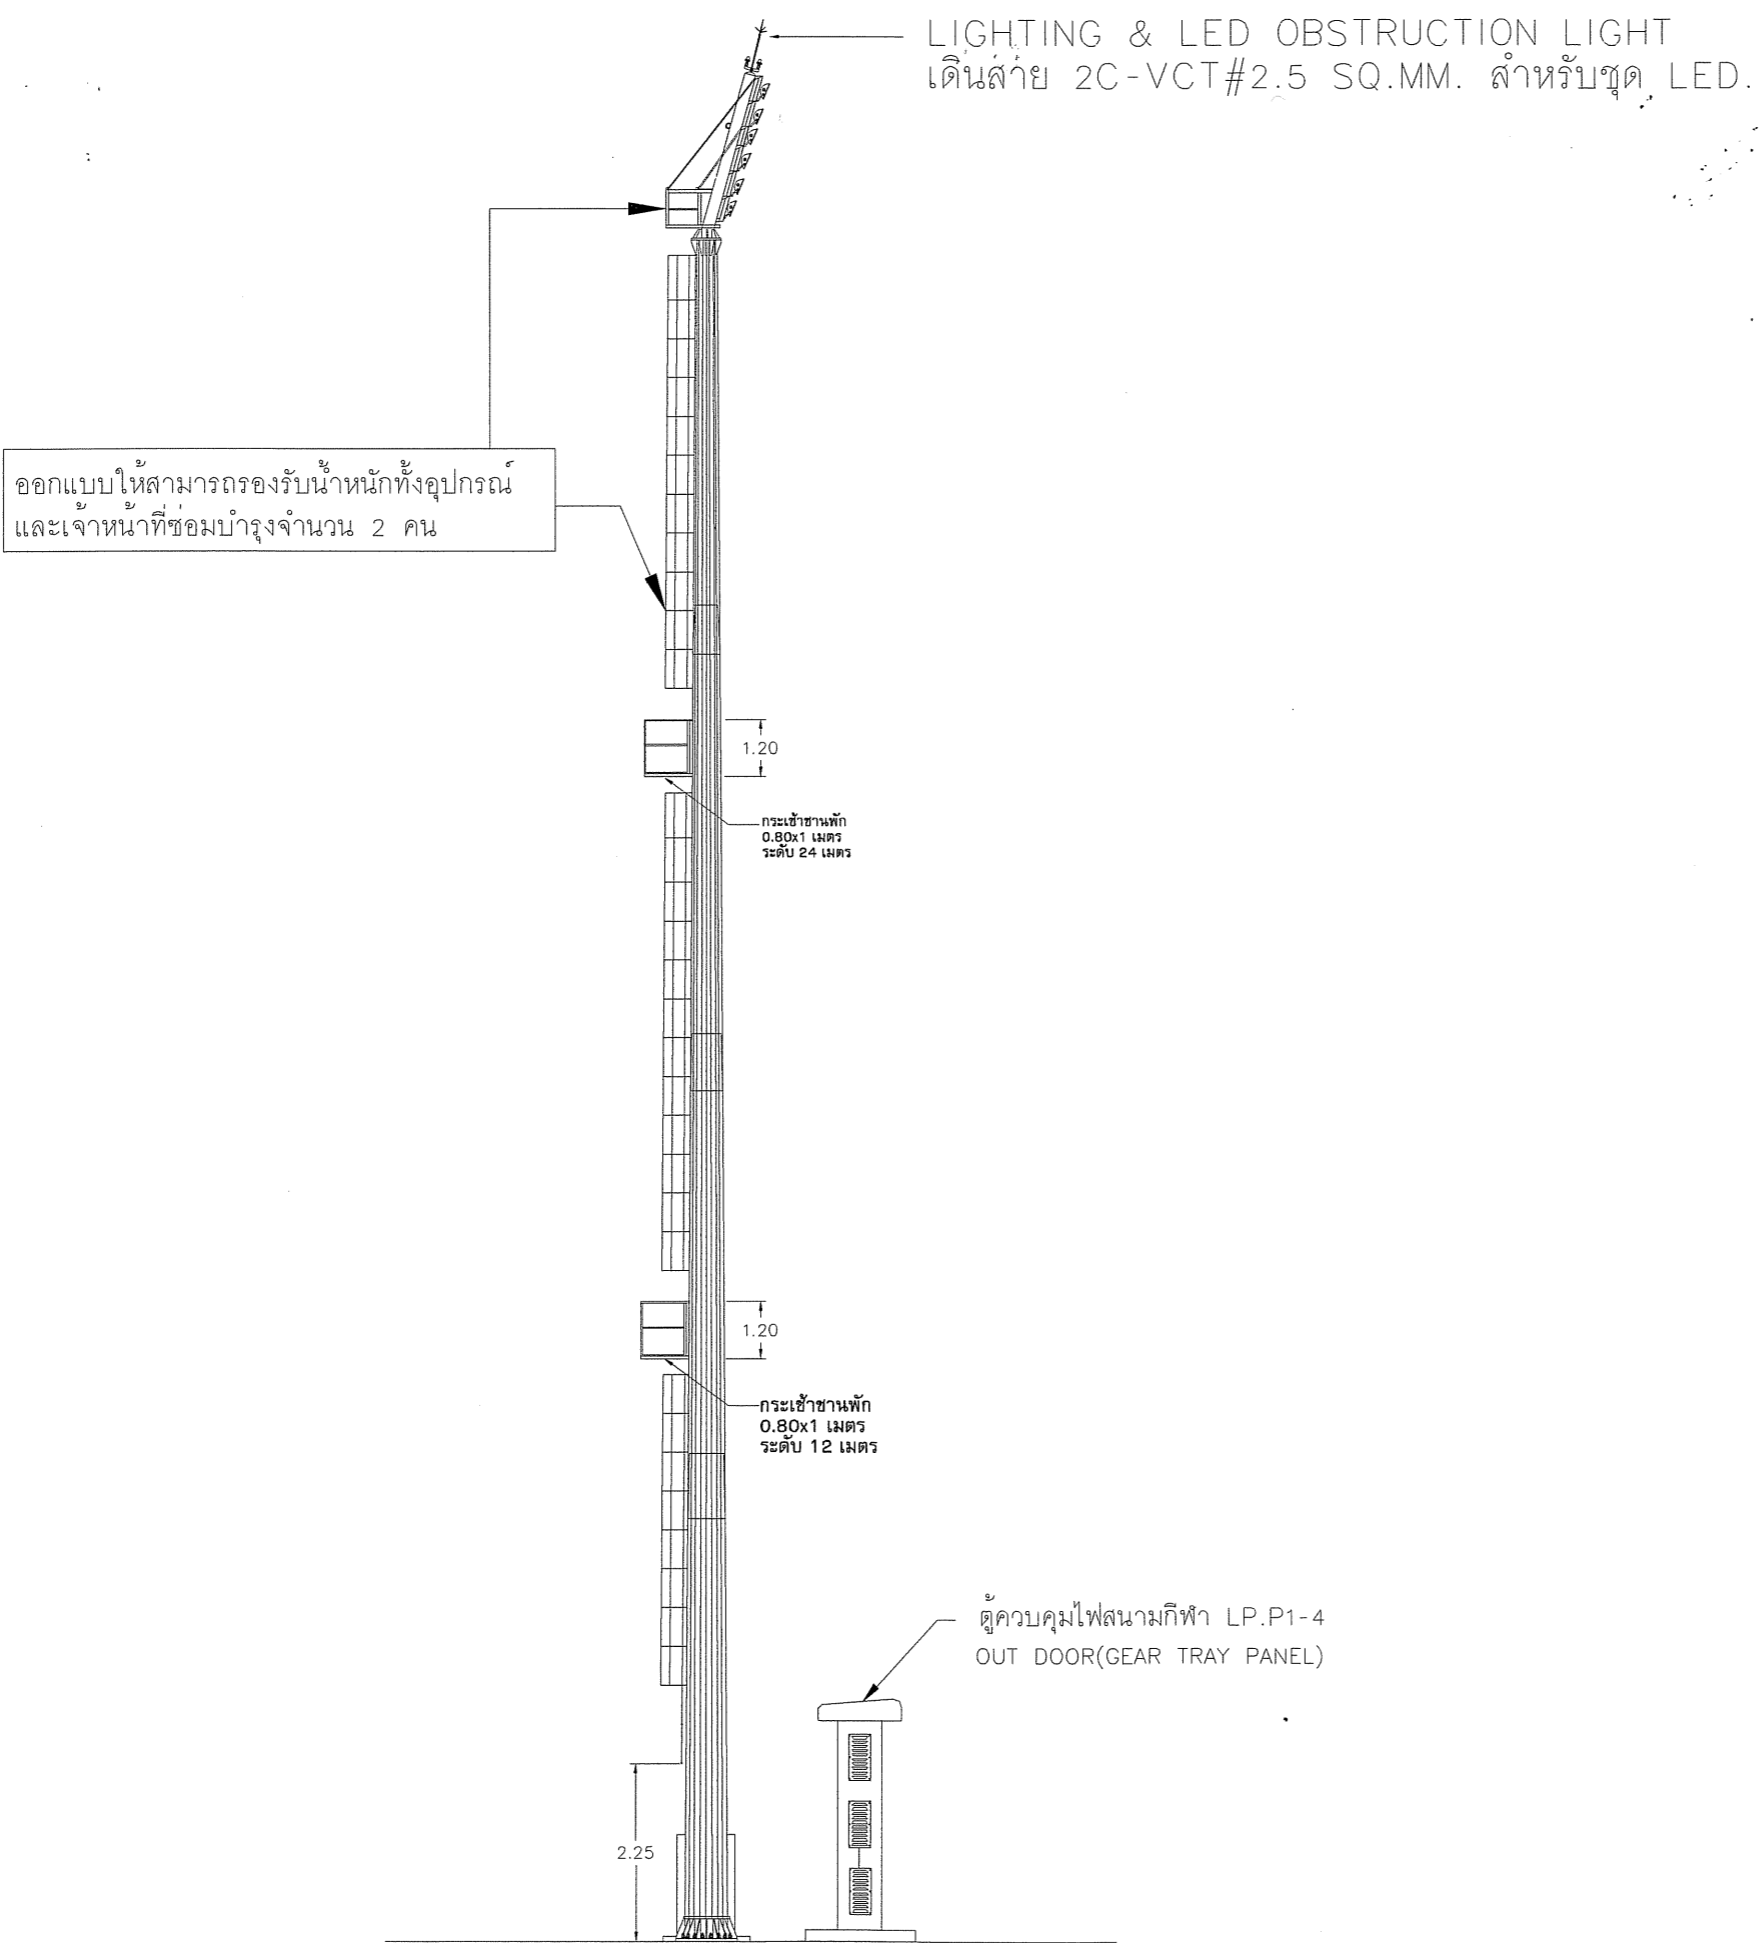 LIGHTING & LED OBSTRUCTION LIGHT
เดินสาย 2C-VCT#2.5 SQ.MM. สำหรับชุด LED.
ออกแบบให้สามารถรองรับน้ำหนักทั้งอุปกรณ์
และเจ้าหน้าที่ซ่อมบำรุงจำนวน 2 คน
1.20
กระเช้าชานพัก
0.80x1 เมตร
ระดับ 24 เมตร
1.20
กระเช้าชานพัก
0.80x1 เมตร
ระดับ 12 เมตร
ตู้ควบคุมไฟสนามกีฬา LP.P1-4
OUT DOOR(GEAR TRAY PANEL)
2.25